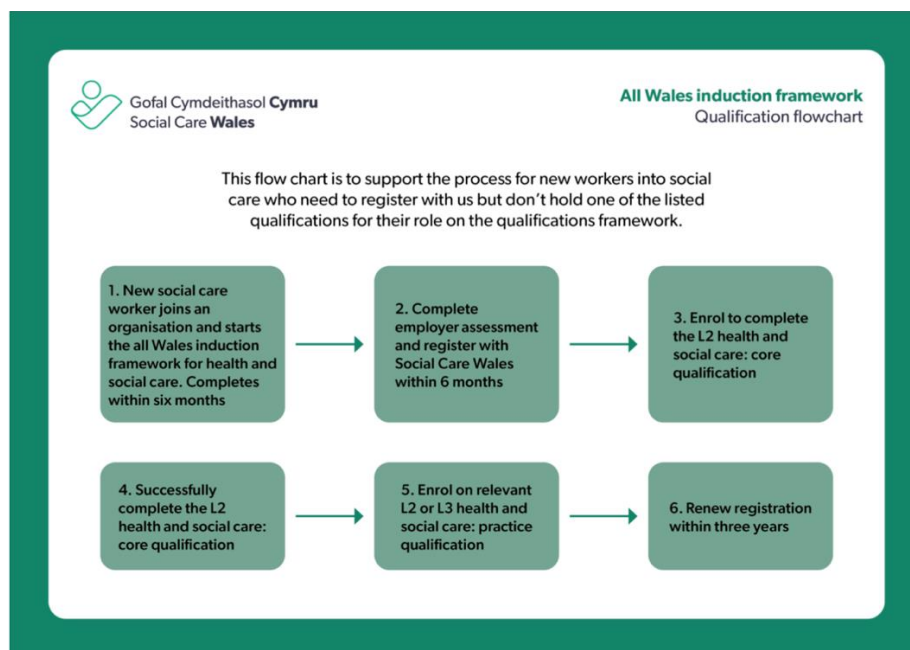 Gofal Cymdeithasol Cymru
Social Care Wales
All Wales induction framework
Qualification flowchart
This flow chart is to support the process for new workers into social
care who need to register with us but don't hold one of the listed
qualifications for their role on the qualifications framework.
1. New social care
worker joins an
organisation and starts
the all Wales induction
framework for health and
social care. Completes
within six months
2. Complete
employer assessment
and register with
Social Care Wales
within 6 months
3. Enrol to complete
the L2 health and
social care: core
qualification
4. Successfully
complete the L2
health and social care:
core qualification
5. Enrol on relevant
L2 or L3 health and
social care: practice
qualification
6. Renew registration
within three years